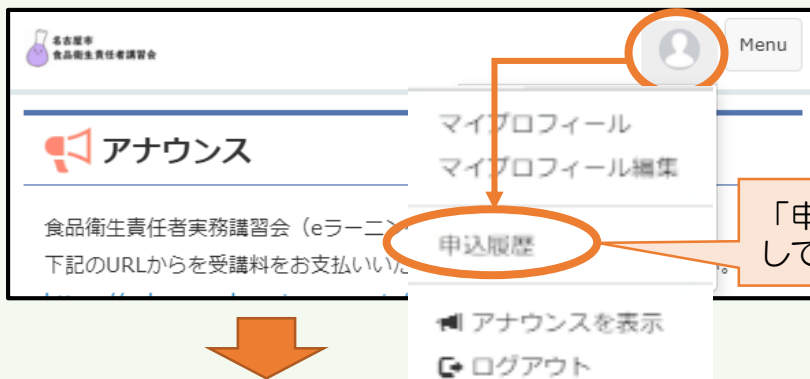 名古屋市
食品衛生責任者講習会
Menu
アナウンス
マイプロフィール
マイプロフィール編集
申込履歴
アナウンスを表示
ログアウト
食品衛生責任者実務講習会（eラーニン
下記のURLからを受講料をお支払いいた
「申
して